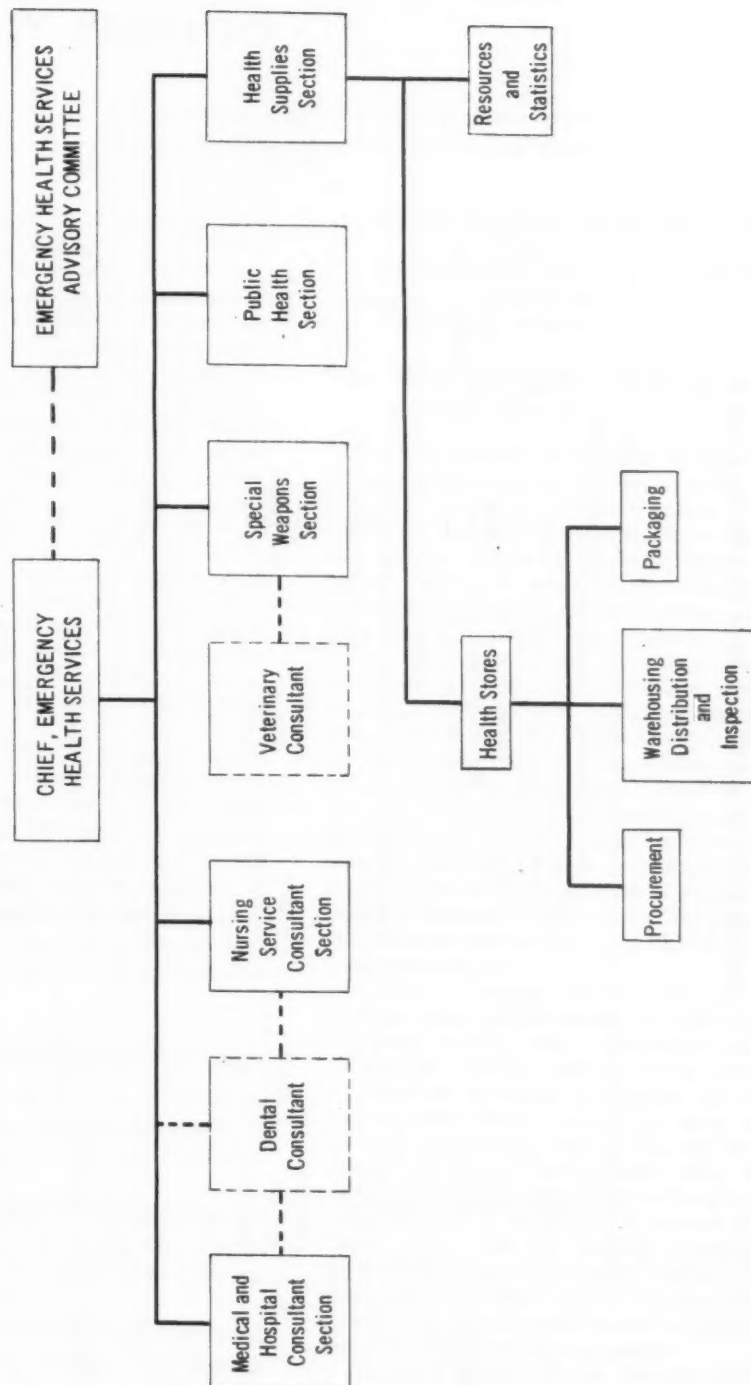 CHIEF, EMERGENCY
HEALTH SERVICES
EMERGENCY HEALTH SERVICES
ADVISORY COMMITTEE
Medical and
Hospital
Consultant
Section
Dental
Consultant
Nursing
Service
Consultant
Section
Veterinary
Consultant
Special
Weapons
Section
Public
Health
Section
Health
Supplies
Section
Health Stores
Resources
and
Statistics
Procurement
Warehousing
Distribution
and
Inspection
Packaging